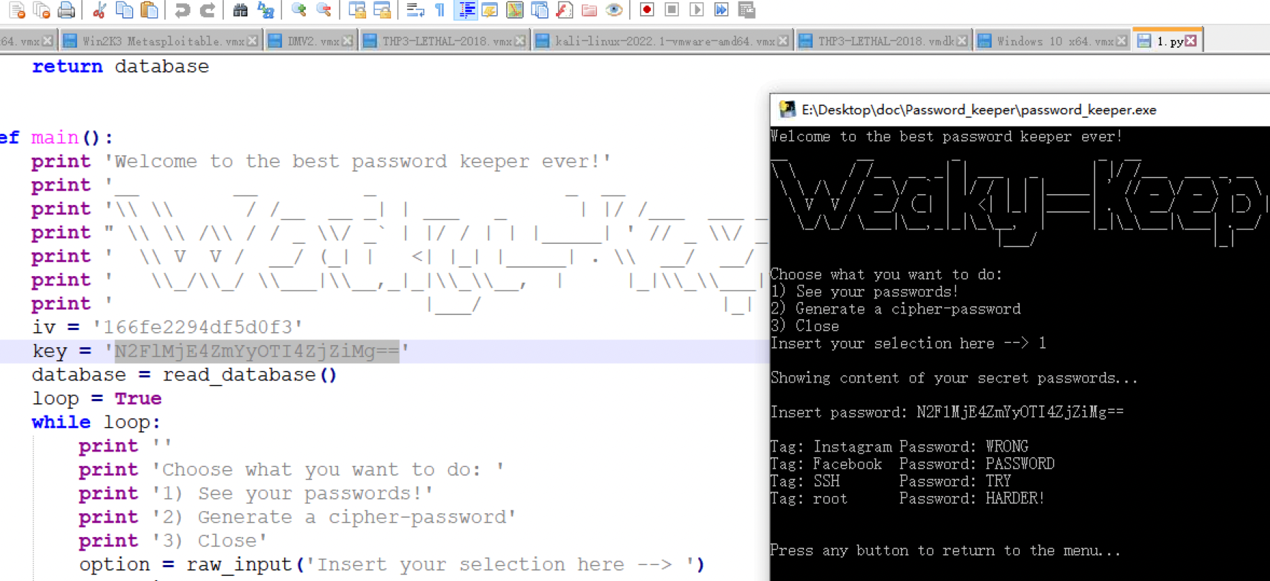 64.vmx
Win2K3 Metasploitable.vmx
DMV2.vmx
THP3-LETHAL-2018.vmx
kali-linux-2022.1-vmware-amd64.vmx
THP3-LETHAL-2018.vmdk
Windows 10 x64.vmx
1.py
return database
ef main():
print 'Welcome to the best password keeper ever!'
print '__ __ _ _ __
print '\\ \\ / /__ __ _| | ___ _ | |/ /___ ___
print " \\ \\ /\\ / / _ \\/ _` | |/ / | | |_____| ' // _ \\/ _
print ' \\ V V / __/ (_| | <| |_| |_____| . \\ __/ __/
print ' \\_/\\_/ \\___|\\__,_|_|\\_\\__, | |_|\\_\\___|
print ' |___/ |_|
iv = '166fe2294df5d0f3'
key = 'N2FlMjE4ZmYyOTI4ZjZiMg=='
database = read_database()
loop = True
while loop:
print ''
print 'Choose what you want to do: '
print '1) See your passwords!'
print '2) Generate a cipher-password'
print '3) Close'
option = raw_input('Insert your selection here --> ')
E:\Desktop\doc\Password_keeper\password_keeper.exe
Welcome to the best password keeper ever!
Weaky-Keep
Choose what you want to do:
1) See your passwords!
2) Generate a cipher-password
3) Close
Insert your selection here --> 1
Showing content of your secret passwords...
Insert password: N2FlMjE4ZmYyOTI4ZjZiMg==
Tag: Instagram Password: WRONG
Tag: Facebook Password: PASSWORD
Tag: SSH Password: TRY
Tag: root Password: HARDER!
Press any button to return to the menu...